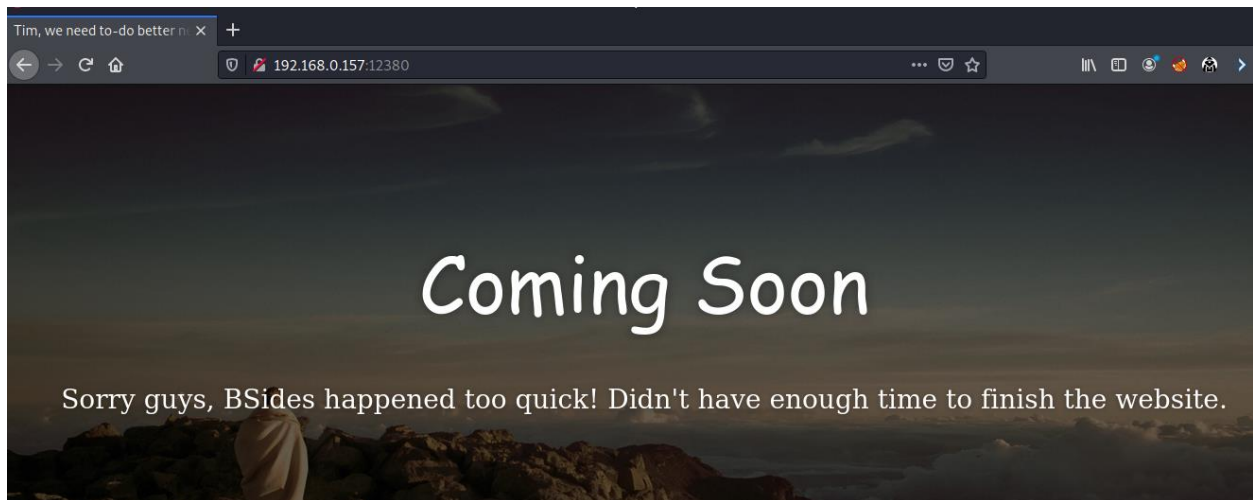 Tim, we need to-do better
192.168.0.157:12380
Coming Soon
Sorry guys, BSides happened too quick! Didn't have enough time to finish the website.